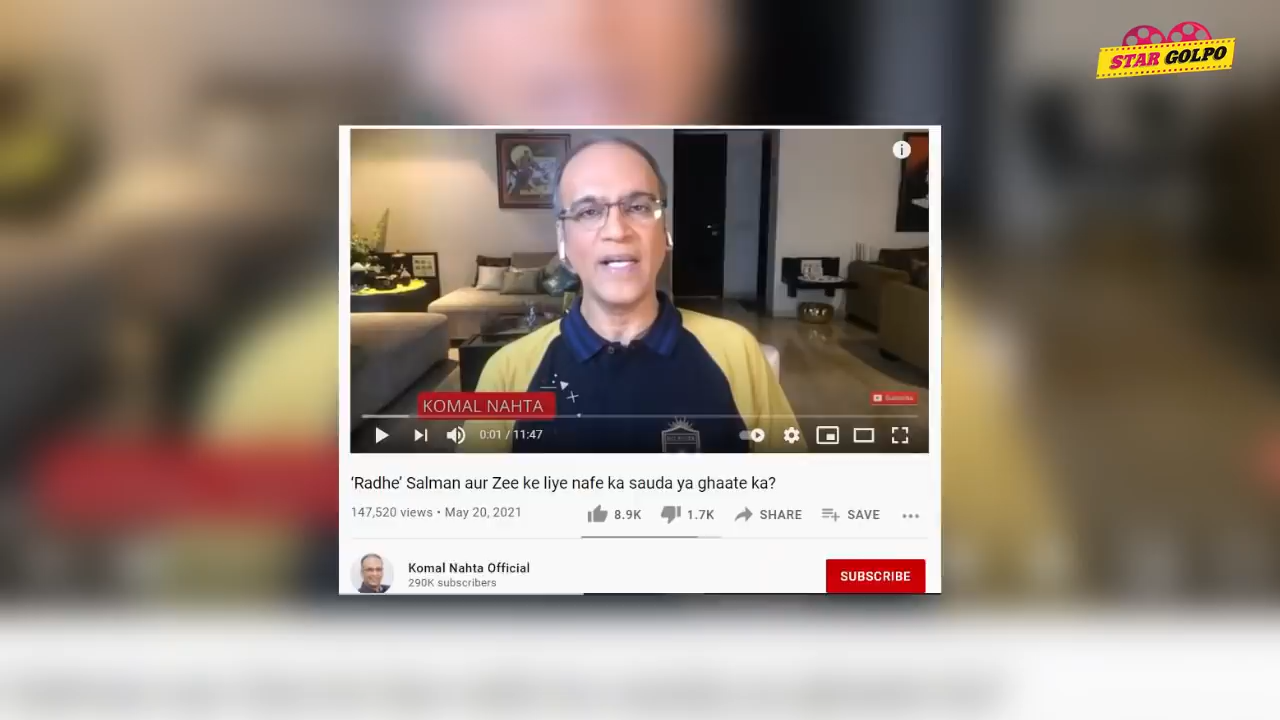 STAR GOLPO
KOMAL NAHTA
Subscribe
0:01 / 11:47
‘Radhe’ Salman aur Zee ke liye nafe ka sauda ya ghaate ka?
147,520 views • May 20, 2021
8.9K
1.7K
SHARE
SAVE
Komal Nahta Official
290K subscribers
SUBSCRIBE